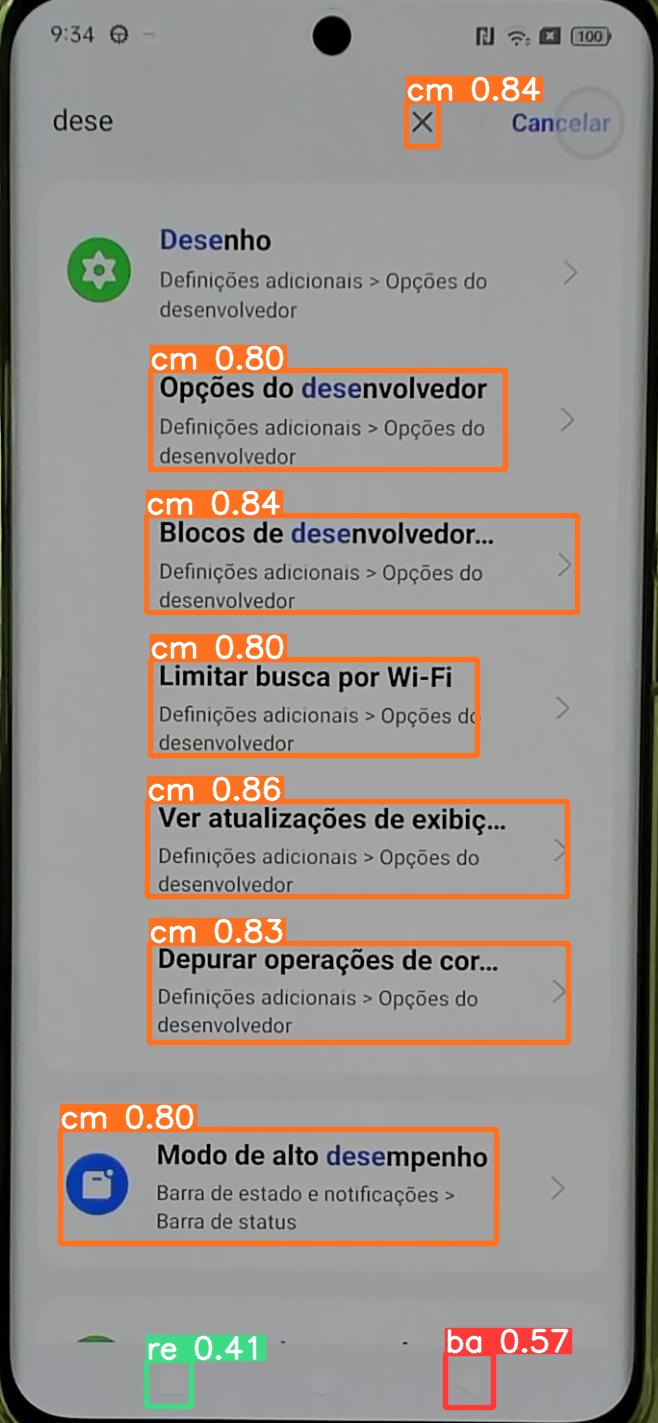 9:34
100
cm 0.84
dese
Cancelar
Desenho
Definições adicionais > Opções do
desenvolvedor
cm 0.80
Opções do desenvolvedor
Definições adicionais > Opções do
desenvolvedor
cm 0.84
Blocos de desenvolvedor...
Definições adicionais > Opções do
desenvolvedor
cm 0.80
Limitar busca por Wi-Fi
Definições adicionais > Opções do
desenvolvedor
cm 0.86
Ver atualizações de exibiç...
Definições adicionais > Opções do
desenvolvedor
cm 0.83
Depurar operações de cor...
Definições adicionais > Opções do
desenvolvedor
cm 0.80
Modo de alto desempenho
Barra de estado e notificações >
Barra de status
re 0.41
ba 0.57